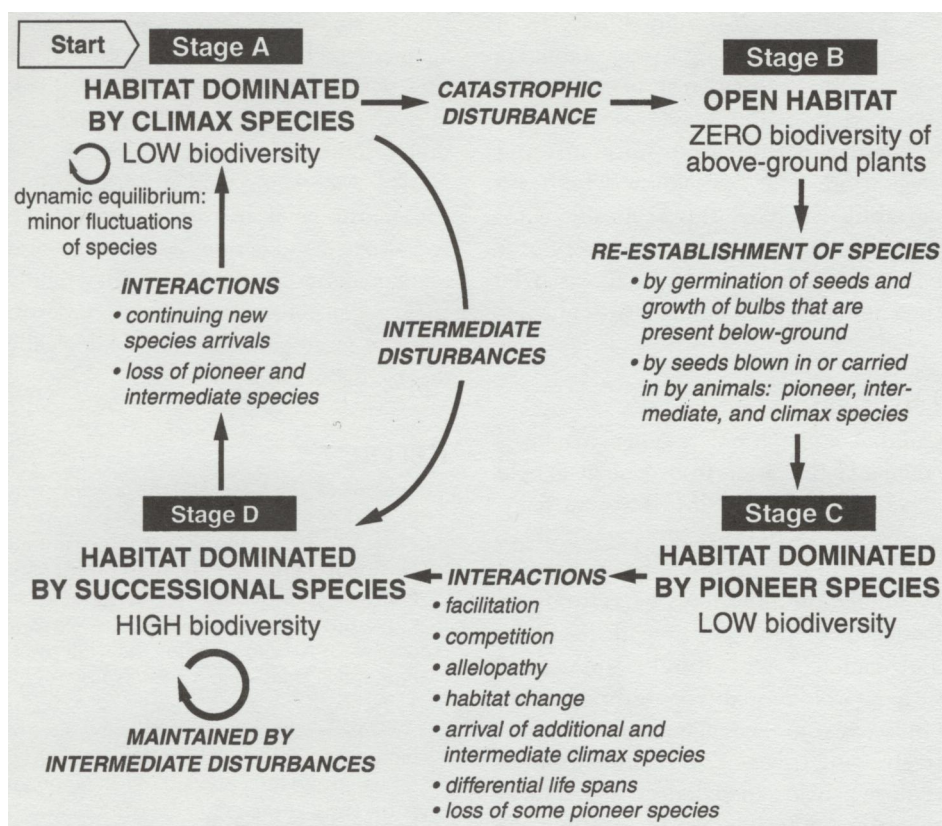 Start
Stage A
HABITAT DOMINATED
BY CLIMAX SPECIES
LOW biodiversity
dynamic equilibrium:
minor fluctuations
of species
CATASTROPHIC
DISTURBANCE
Stage B
OPEN HABITAT
ZERO biodiversity of
above-ground plants
RE-ESTABLISHMENT OF SPECIES
• by germination of seeds and
growth of bulbs that are
present below-ground
• by seeds blown in or carried
in by animals: pioneer, inter-
mediate, and climax species
INTERACTIONS
• continuing new
species arrivals
• loss of pioneer and
intermediate species
INTERMEDIATE
DISTURBANCES
Stage C
HABITAT DOMINATED
BY PIONEER SPECIES
LOW biodiversity
INTERACTIONS
• facilitation
• competition
• allelopathy
• habitat change
• arrival of additional and
intermediate climax species
• differential life spans
• loss of some pioneer species
Stage D
HABITAT DOMINATED
BY SUCCESSIONAL SPECIES
HIGH biodiversity
MAINTAINED BY
INTERMEDIATE DISTURBANCES